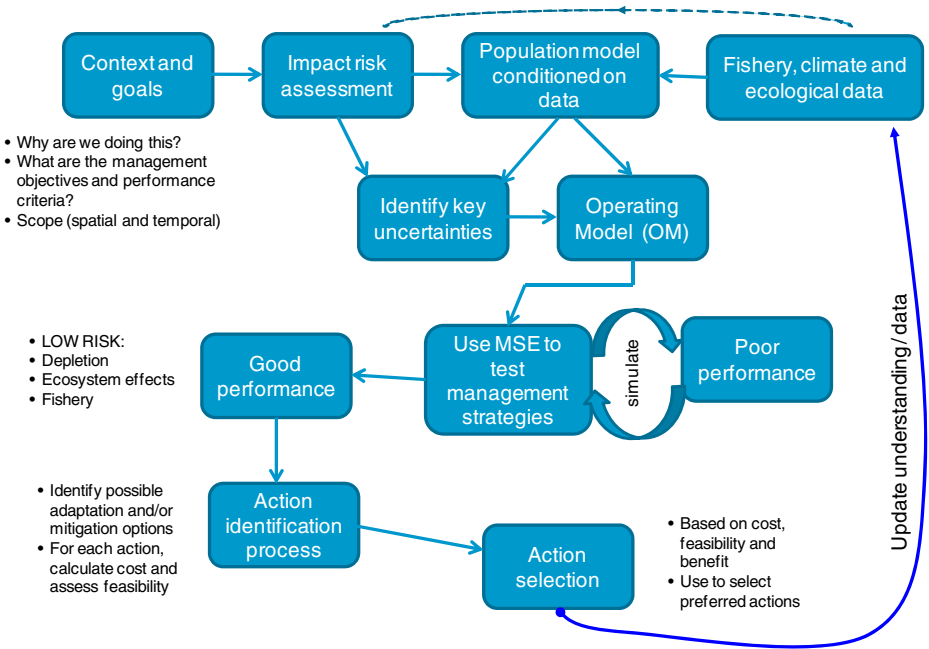 Context and
goals
Impact risk
assessment
Population model
conditioned on
data
Fishery, climate and
ecological data
• Why are we doing this?
• What are the management
objectives and performance
criteria?
• Scope (spatial and temporal)
Identify key
uncertainties
Operating
Model (OM)
• LOW RISK:
• Depletion
• Ecosystem effects
• Fishery
Good
performance
Use MSE to
test
management
strategies
simulate
Poor
performance
Update understanding/ data
• Identify possible
adaptation and/or
mitigation options
• For each action,
calculate cost and
assess feasibility
Action
identification
process
Action
selection
• Based on cost,
feasibility and
benefit
• Use to select
preferred actions